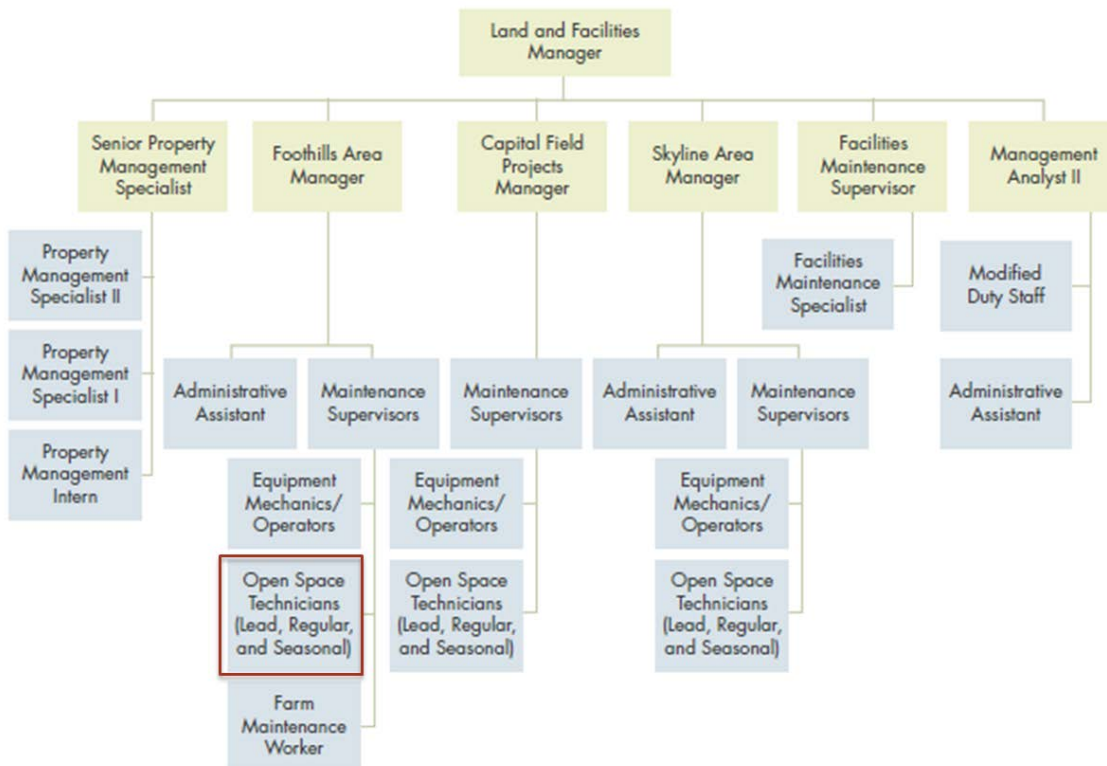 Land and Facilities
Manager
Senior Property
Management
Specialist
Foothills Area
Manager
Capital Field
Projects
Manager
Skyline Area
Manager
Facilities
Maintenance
Supervisor
Management
Analyst II
Property
Management
Specialist II
Facilities
Maintenance
Specialist
Modified
Duty Staff
Property
Management
Specialist I
Administrative
Assistant
Maintenance
Supervisors
Maintenance
Supervisors
Administrative
Assistant
Maintenance
Supervisors
Administrative
Assistant
Property
Management
Intern
Equipment
Mechanics/
Operators
Equipment
Mechanics/
Operators
Equipment
Mechanics/
Operators
Open Space
Technicians
(Lead, Regular,
and Seasonal)
Open Space
Technicians
(Lead, Regular,
and Seasonal)
Open Space
Technicians
(Lead, Regular,
and Seasonal)
Farm
Maintenance
Worker